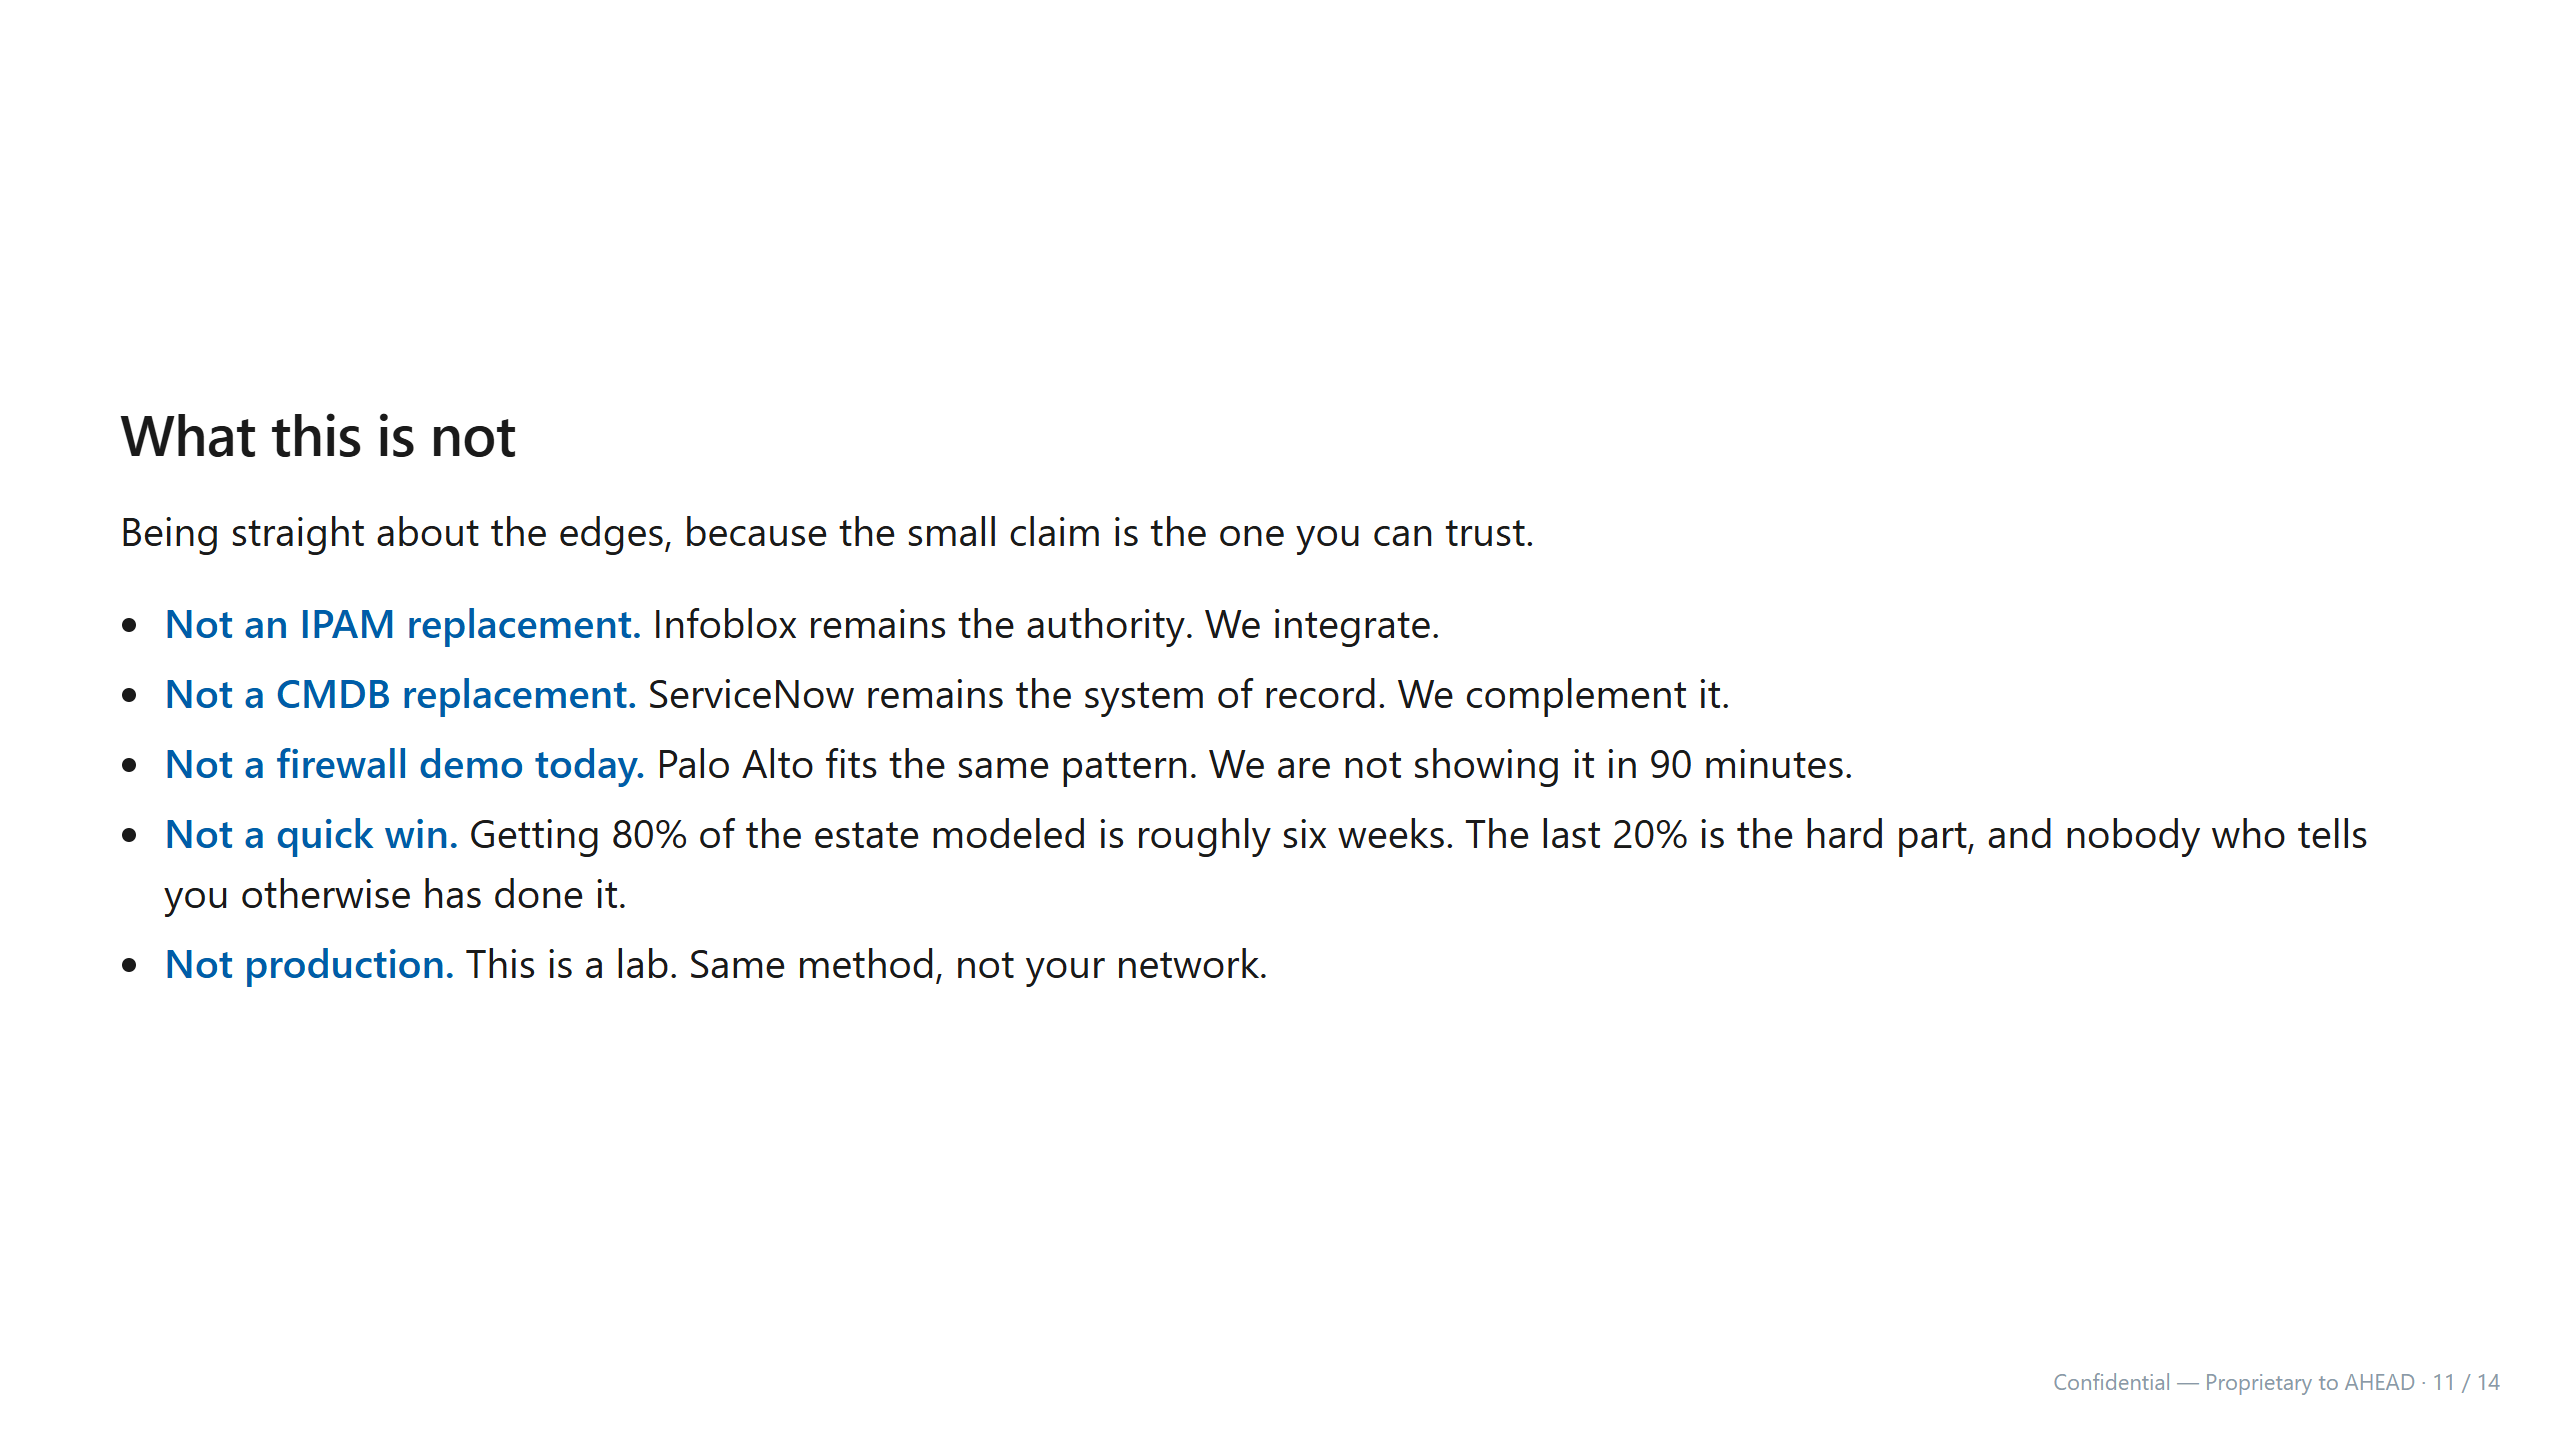 What this is not
Being straight about the edges, because the small claim is the one you can trust.
• Not an IPAM replacement. Infoblox remains the authority. We integrate.
• Not a CMDB replacement. ServiceNow remains the system of record. We complement it.
• Not a firewall demo today. Palo Alto fits the same pattern. We are not showing it in 90 minutes.
• Not a quick win. Getting 80% of the estate modeled is roughly six weeks. The last 20% is the hard part, and nobody who tells
you otherwise has done it.
• Not production. This is a lab. Same method, not your network.
Confidential — Proprietary to AHEAD · 11 / 14